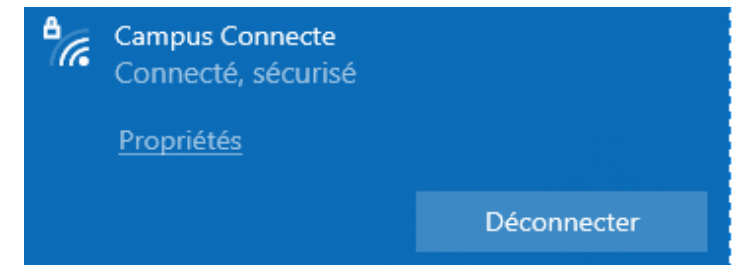 Campus Connecte
Connecté, sécurisé
Propriétés
Déconnecter